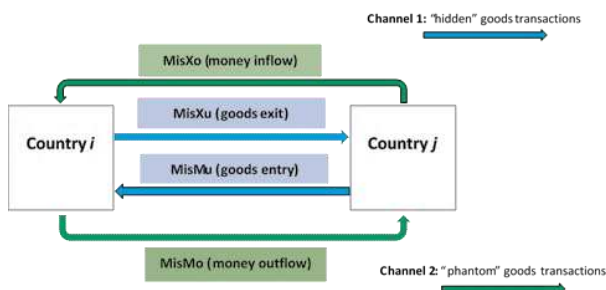 Channel 1: "hidden" goods transactions
MisXo (money inflow)
MisXu (goods exit)
Country i
Country j
MisMu (goods entry)
MisMo (money outflow)
Channel 2: "phantom" goods transactions